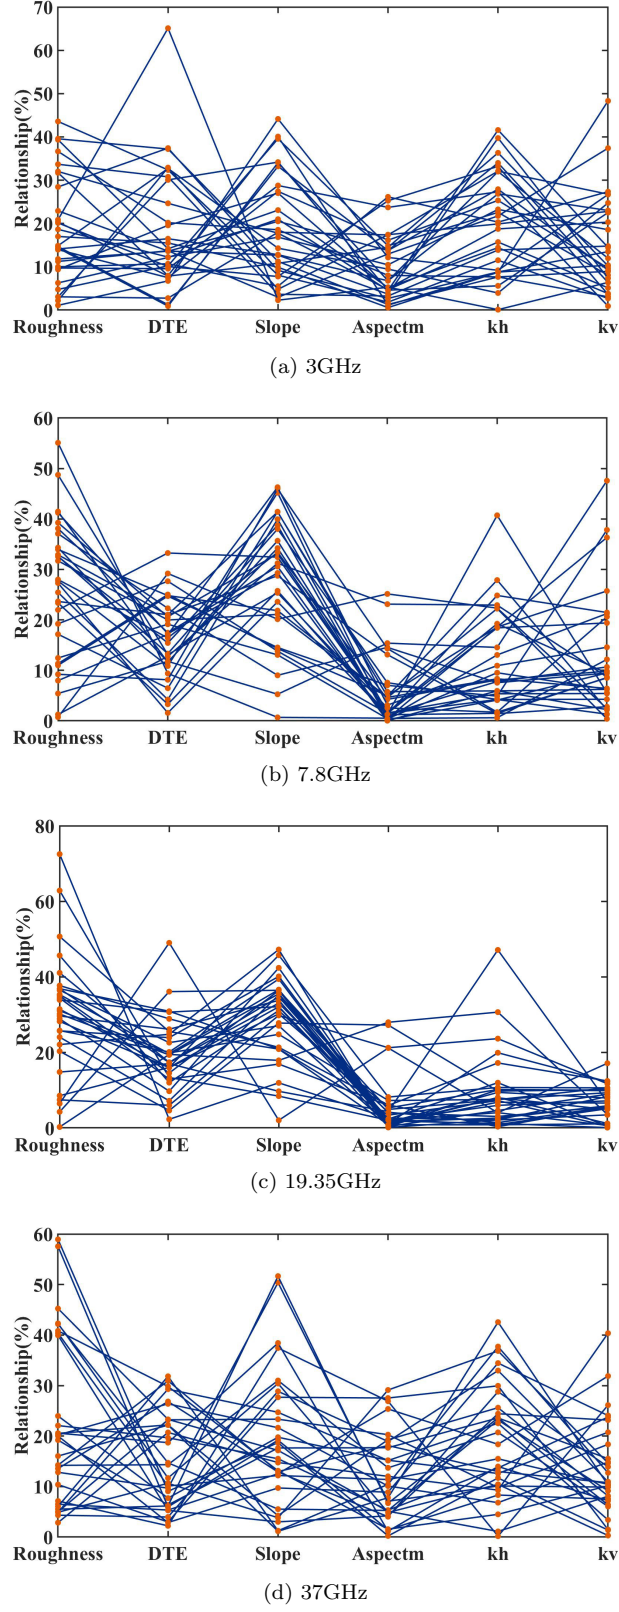 70
60
50
40
30
20
10
0
Relationship(%)
Roughness DTE Slope Aspectm kh kv
(a) 3GHz
60
50
40
30
20
10
0
Relationship(%)
Roughness DTE Slope Aspectm kh kv
(b) 7.8GHz
80
60
40
20
0
Relationship(%)
Roughness DTE Slope Aspectm kh kv
(c) 19.35GHz
60
50
40
30
20
10
0
Relationship(%)
Roughness DTE Slope Aspectm kh kv
(d) 37GHz